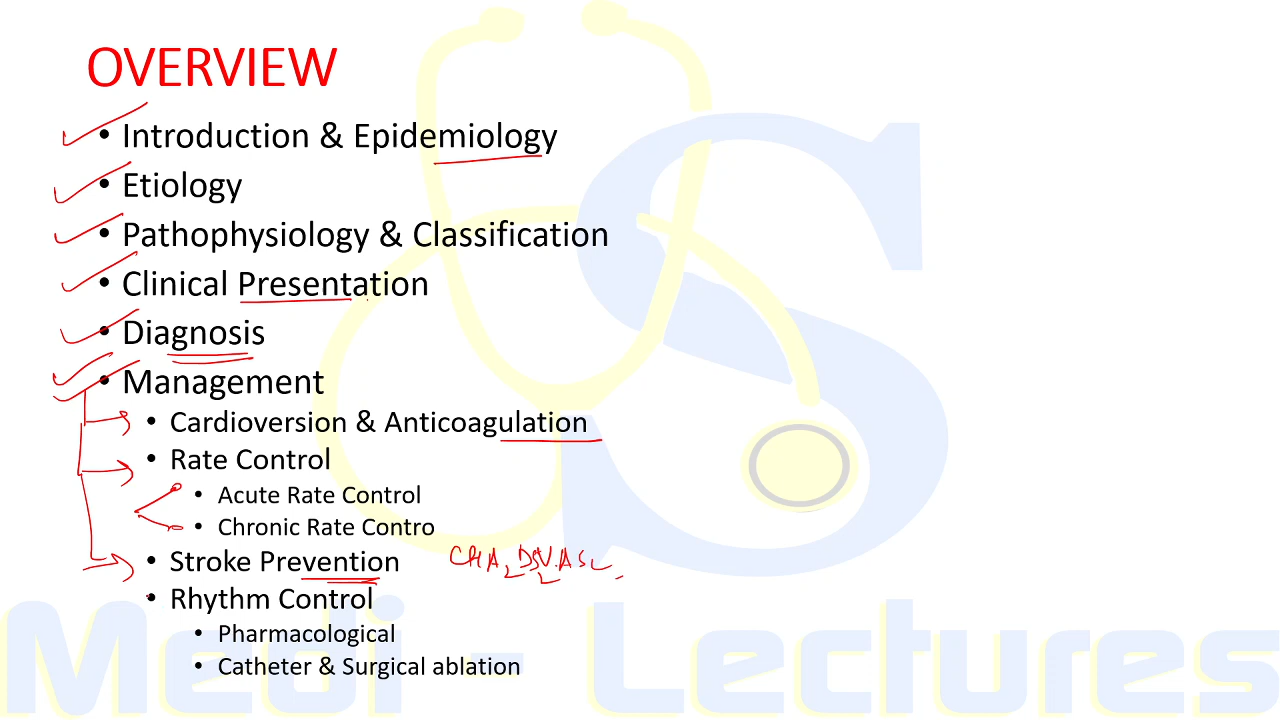 OVERVIEW
• Introduction & Epidemiology
• Etiology
• Pathophysiology & Classification
• Clinical Presentation
• Diagnosis
• Management
• Cardioversion & Anticoagulation
• Rate Control
• Acute Rate Control
• Chronic Rate Contro
• Stroke Prevention CHA2DS2VASc
• Rhythm Control
• Pharmacological
• Catheter & Surgical ablation
Medi - Lectures